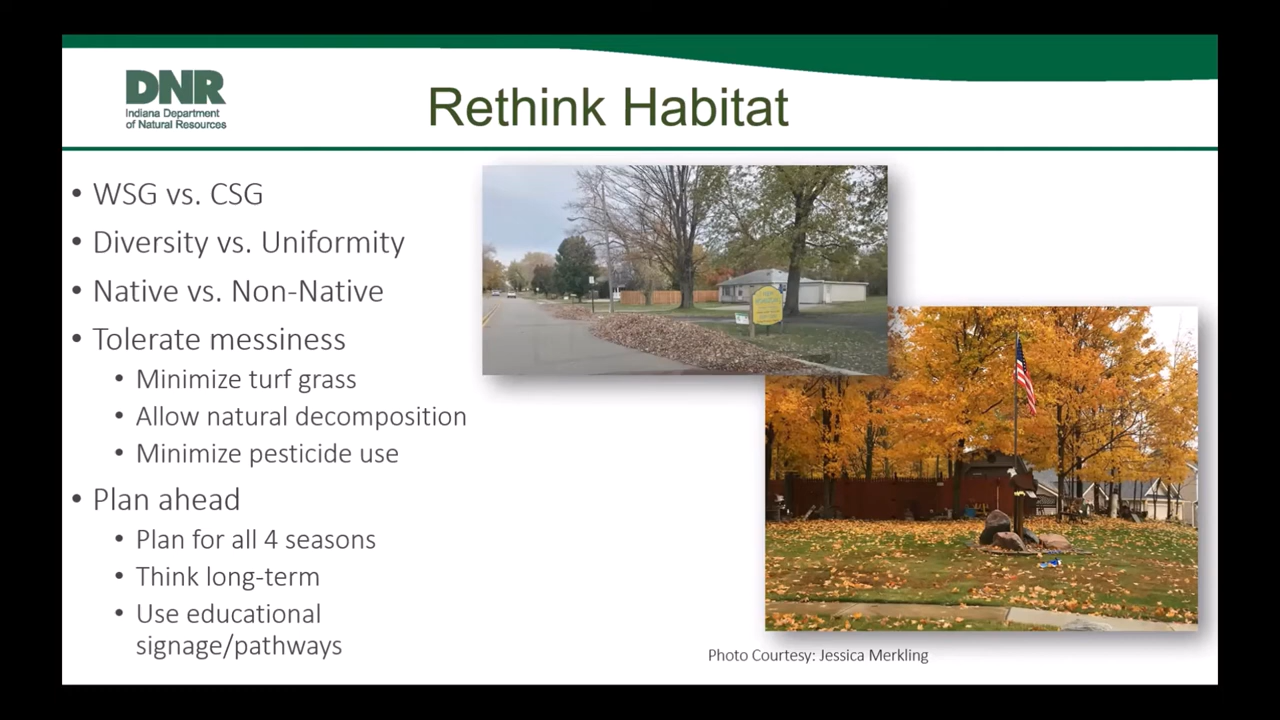 DNR
Indiana Department
of Natural Resources
Rethink Habitat
• WSG vs. CSG
• Diversity vs. Uniformity
• Native vs. Non-Native
• Tolerate messiness
• Minimize turf grass
• Allow natural decomposition
• Minimize pesticide use
• Plan ahead
• Plan for all 4 seasons
• Think long-term
• Use educational
signage/pathways
Photo Courtesy: Jessica Merkling